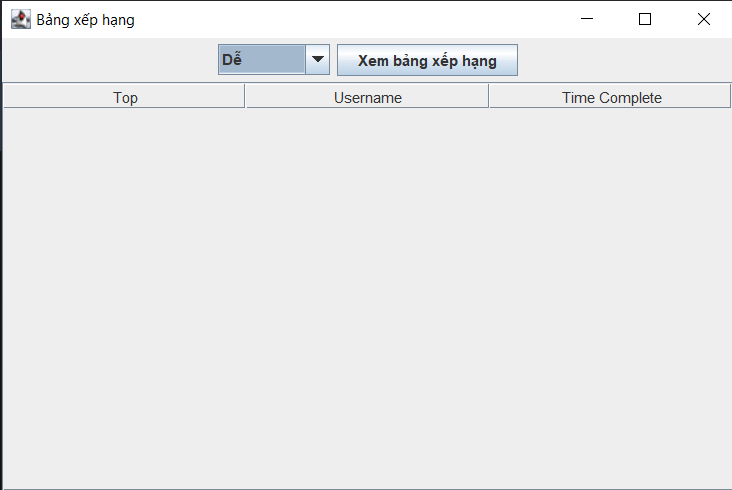 Bảng xếp hạng
Dễ Xem bảng xếp hạng
Top Username Time Complete